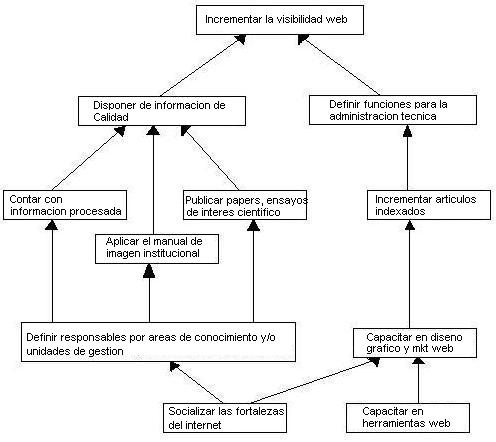 Incrementar la visibilidad web
Disponer de informacion de
Calidad
Definir funciones para la
administracion tecnica
Contar con
informacion procesada
Publicar papers, ensayos
de interes cientifico
Incrementar articulos
indexados
Aplicar el manual de
imagen institucional
Definir responsables por areas de conocimiento y/o
unidades de gestion
Capacitar en diseno
grafico y mkt web
Socializar las fortalezas
del internet
Capacitar en
herramientas web